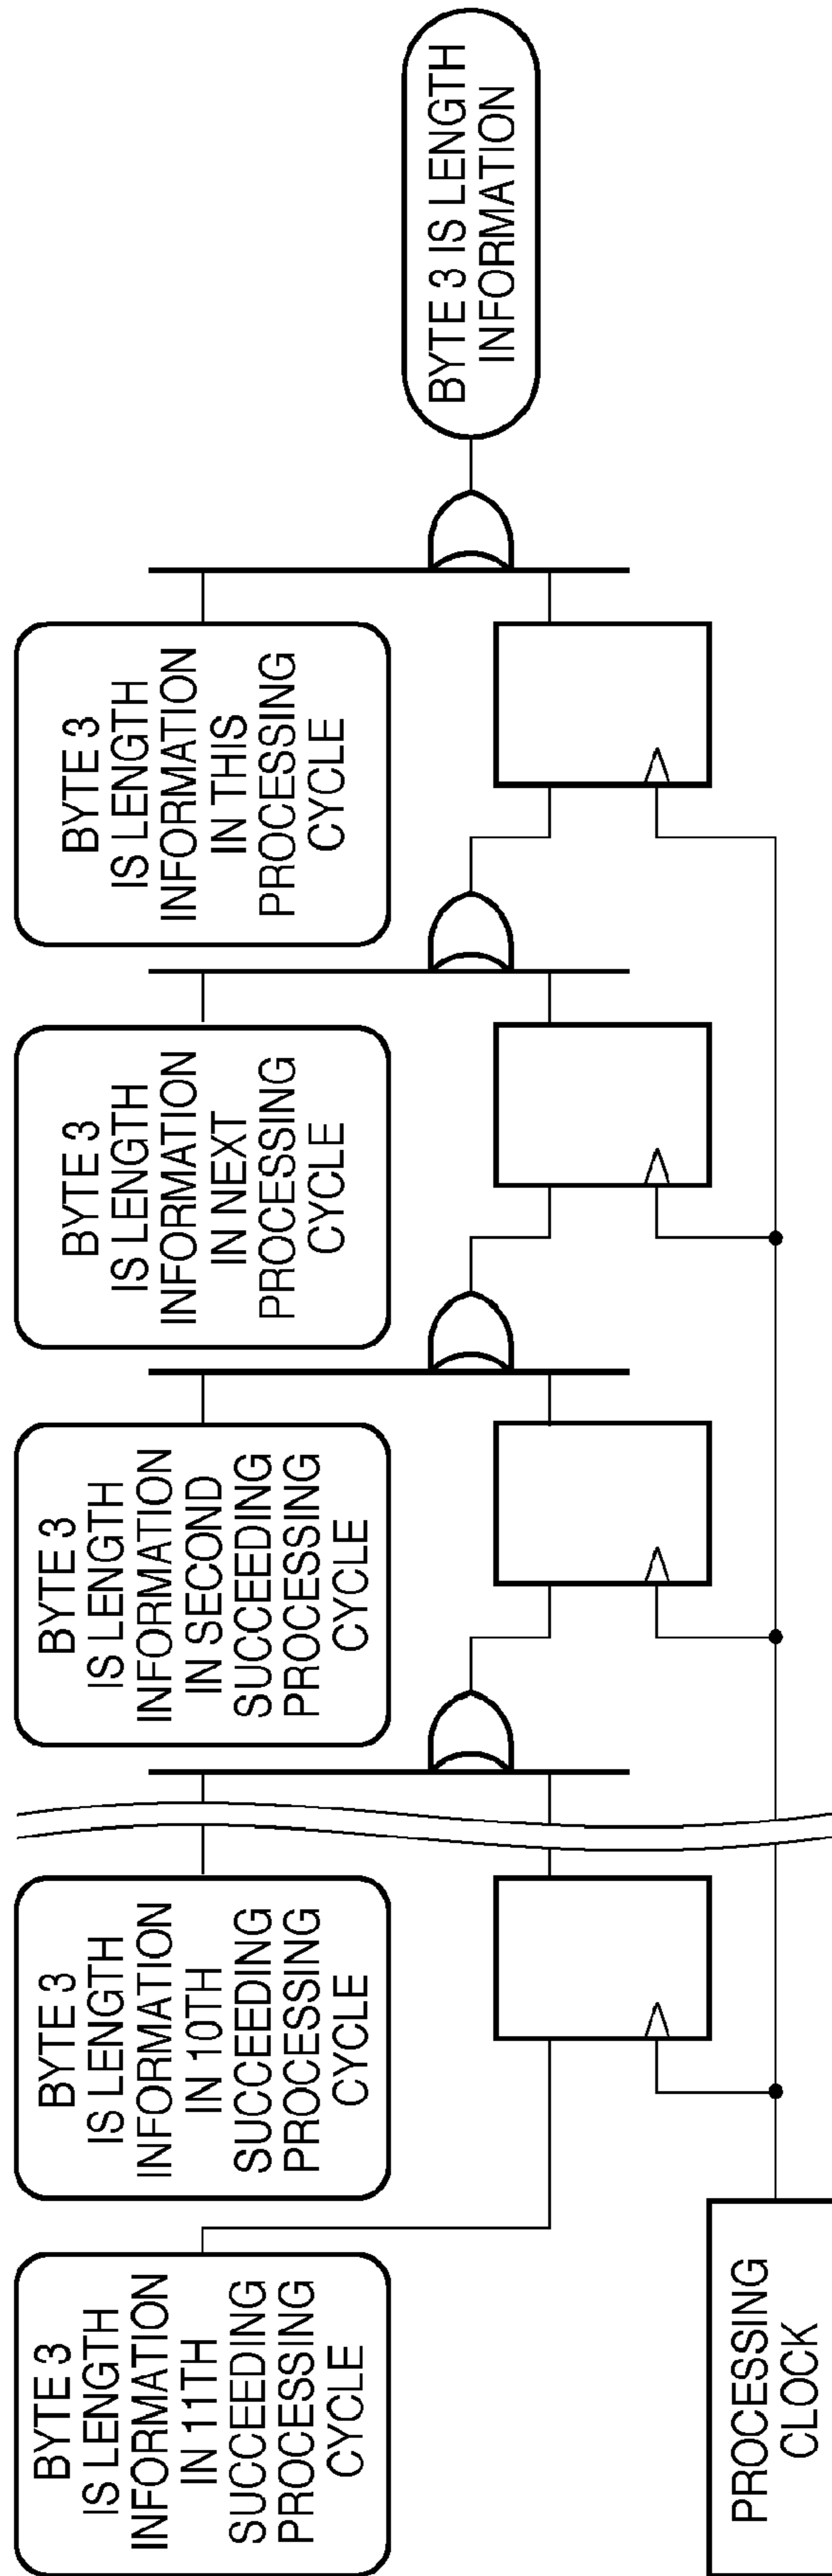 BYTE 3
IS LENGTH
INFORMATION
IN 11TH
SUCCEEDING
PROCESSING
CYCLE
BYTE 3
IS LENGTH
INFORMATION
IN 10TH
SUCCEEDING
PROCESSING
CYCLE
BYTE 3
IS LENGTH
INFORMATION
IN SECOND
SUCCEEDING
PROCESSING
CYCLE
BYTE 3
IS LENGTH
INFORMATION
IN NEXT
PROCESSING
CYCLE
BYTE 3
IS LENGTH
INFORMATION
IN THIS
PROCESSING
CYCLE
BYTE 3 IS LENGTH
INFORMATION
PROCESSING
CLOCK